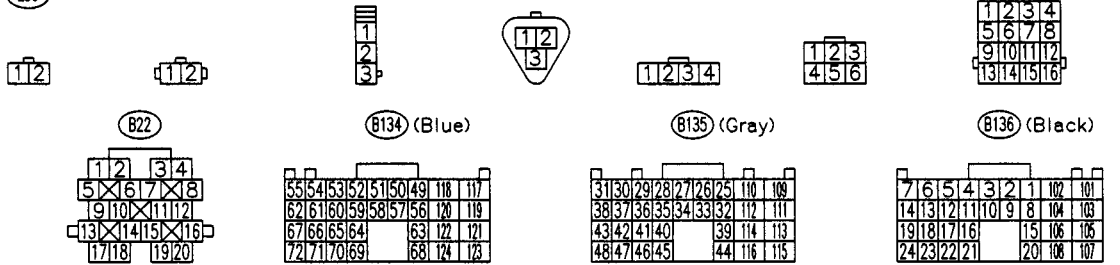 1 2 3 4
1 5 6 7 8
1 2 2 1 2 3 9 10 11 12
1 2 1 2 3 3 1 2 3 4 4 5 6 13 14 15 16
B22 B134 (Blue) B135 (Gray) B136 (Black)
1 2 3 4
5 6 7 8 55 54 53 52 51 50 49 118 117 31 30 29 28 27 26 25 110 109 7 6 5 4 3 2 1 102 101
9 10 11 12 62 61 60 59 58 57 56 120 119 38 37 36 35 34 33 32 112 111 14 13 12 11 10 9 8 104 103
13 14 15 16 67 66 65 64 63 122 121 43 42 41 40 39 114 113 19 18 17 16 15 106 105
17 18 19 20 72 71 70 69 68 124 123 48 47 46 45 44 116 115 24 23 22 21 20 108 107